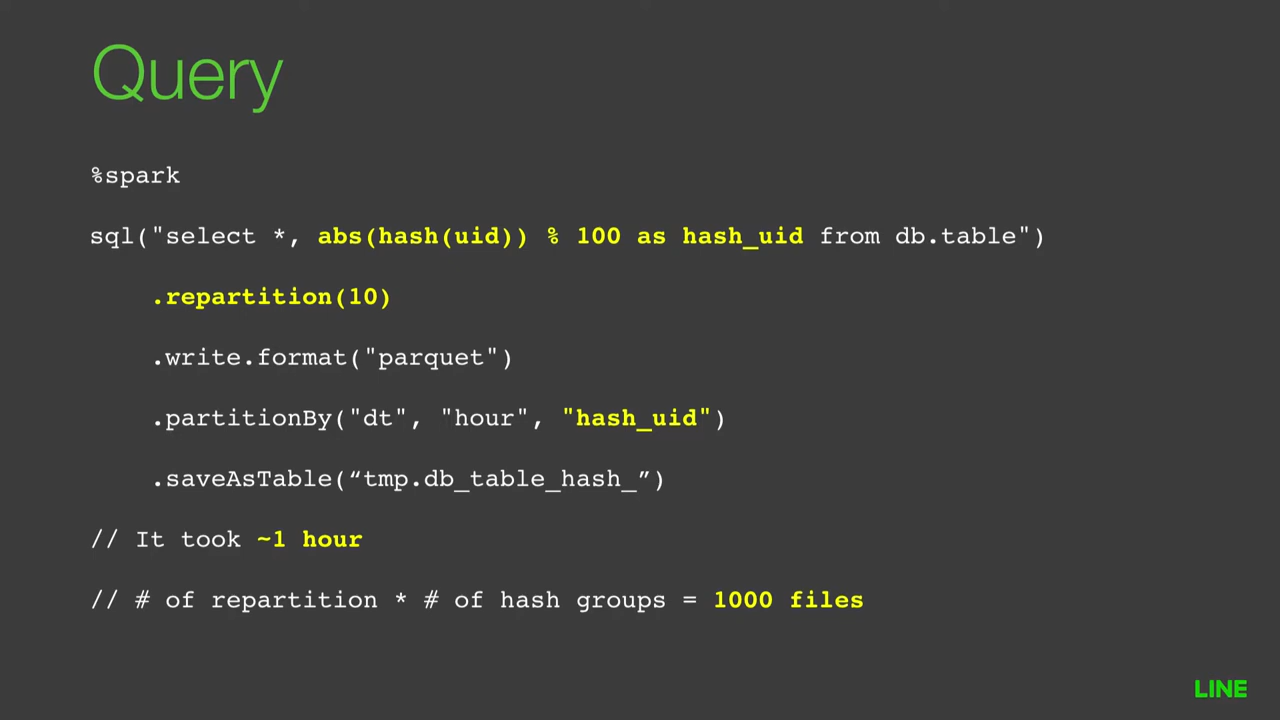 Query
%spark
sql("select *, abs(hash(uid)) % 100 as hash_uid from db.table")
.repartition(10)
.write.format("parquet")
.partitionBy("dt", "hour", "hash_uid")
.saveAsTable(“tmp.db_table_hash_”)
// It took ~1 hour
// # of repartition * # of hash groups = 1000 files
LINE